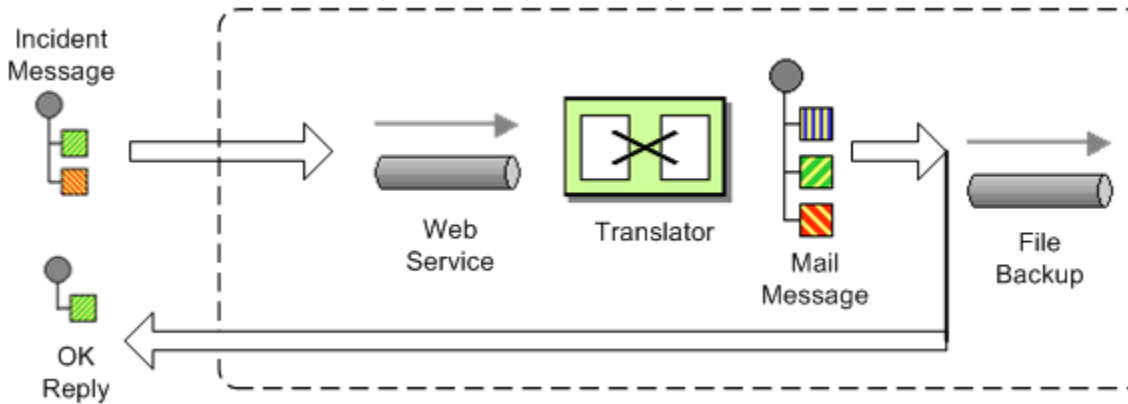 Incident
Message
Web
Service
Translator
Mail
Message
File
Backup
OK
Reply